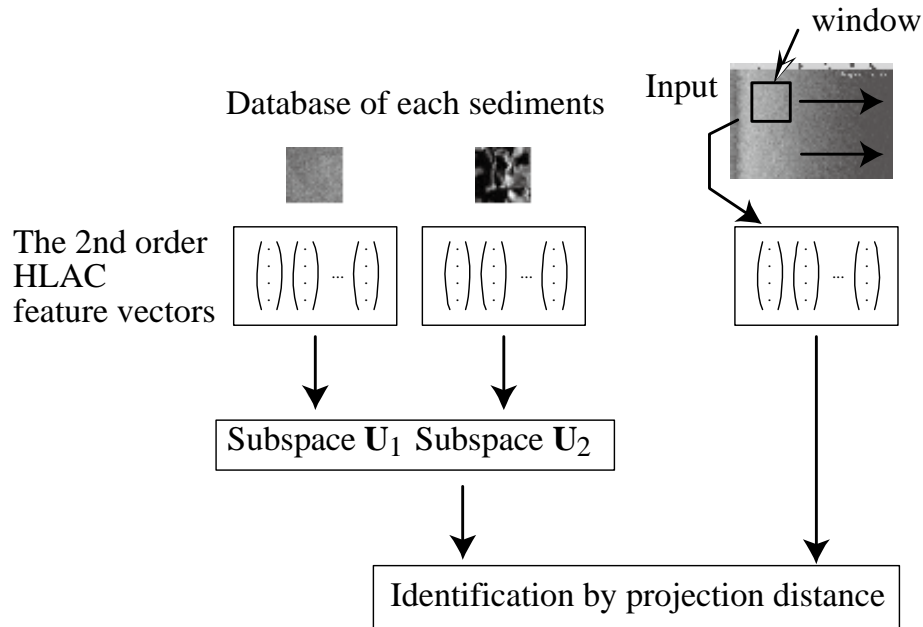 window
Input
Database of each sediments
The 2nd order
HLAC
feature vectors
...
...
...
Subspace U1 Subspace U2
Identification by projection distance